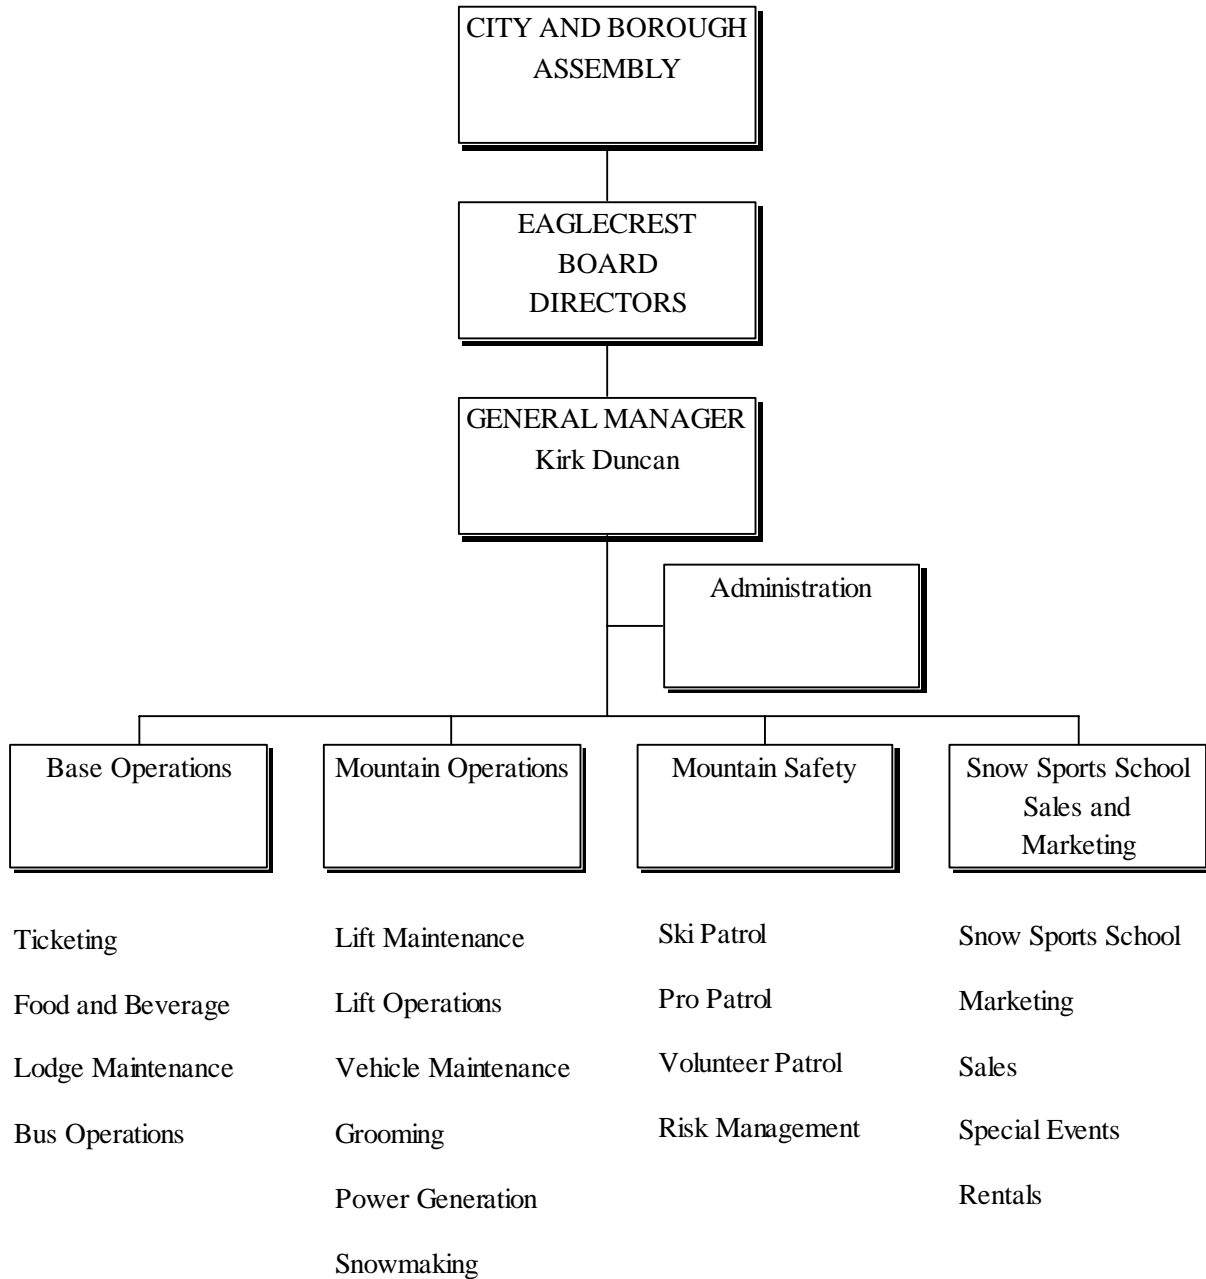 CITY AND BOROUGH
ASSEMBLY
EAGLECREST
BOARD
DIRECTORS
GENERAL MANAGER
Kirk Duncan
Administration
Base Operations
Mountain Operations
Mountain Safety
Snow Sports School
Sales and
Marketing
Ticketing
Food and Beverage
Lodge Maintenance
Bus Operations
Lift Maintenance
Lift Operations
Vehicle Maintenance
Grooming
Power Generation
Snowmaking
Ski Patrol
Pro Patrol
Volunteer Patrol
Risk Management
Snow Sports School
Marketing
Sales
Special Events
Rentals